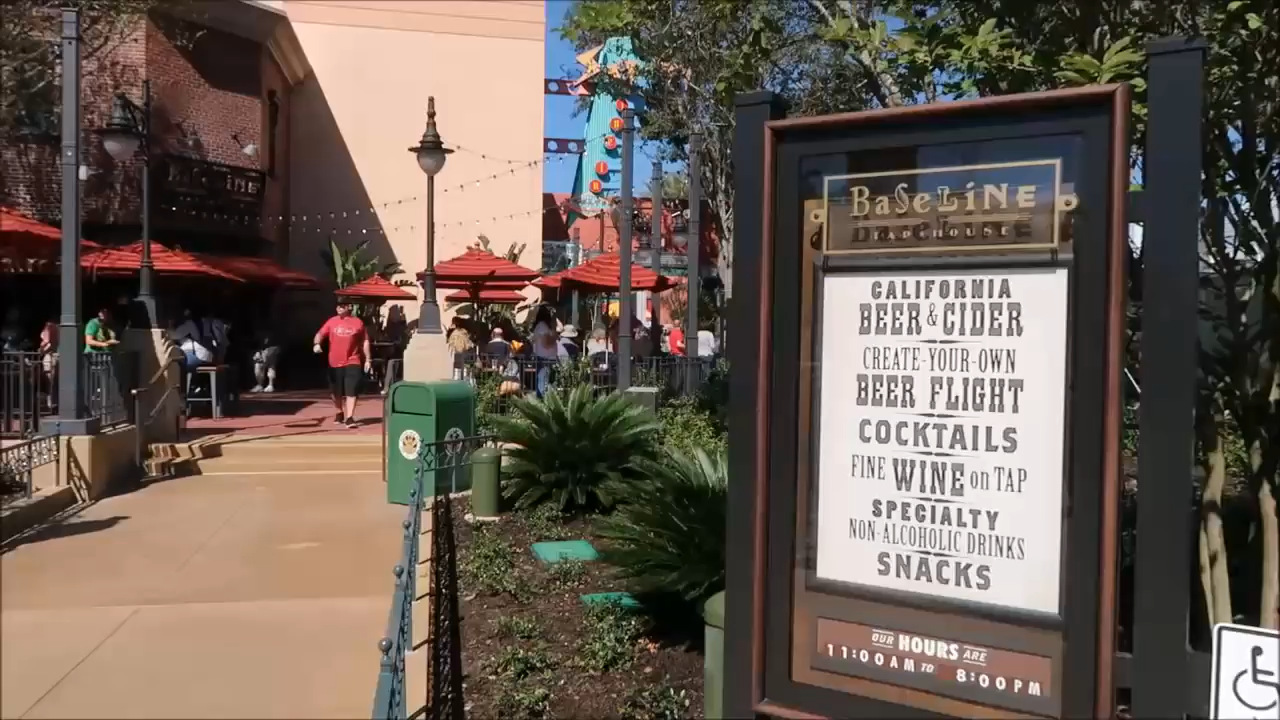 BaSeLiNE
TAPHOUSE
CALIFORNIA
BEER & CIDER
CREATE-YOUR-OWN
BEER FLIGHT
COCKTAILS
FINE WINE on TAP
SPECIALTY
NON-ALCOHOLIC DRINKS
SNACKS
OUR HOURS ARE
11:00AM TO 8:00PM